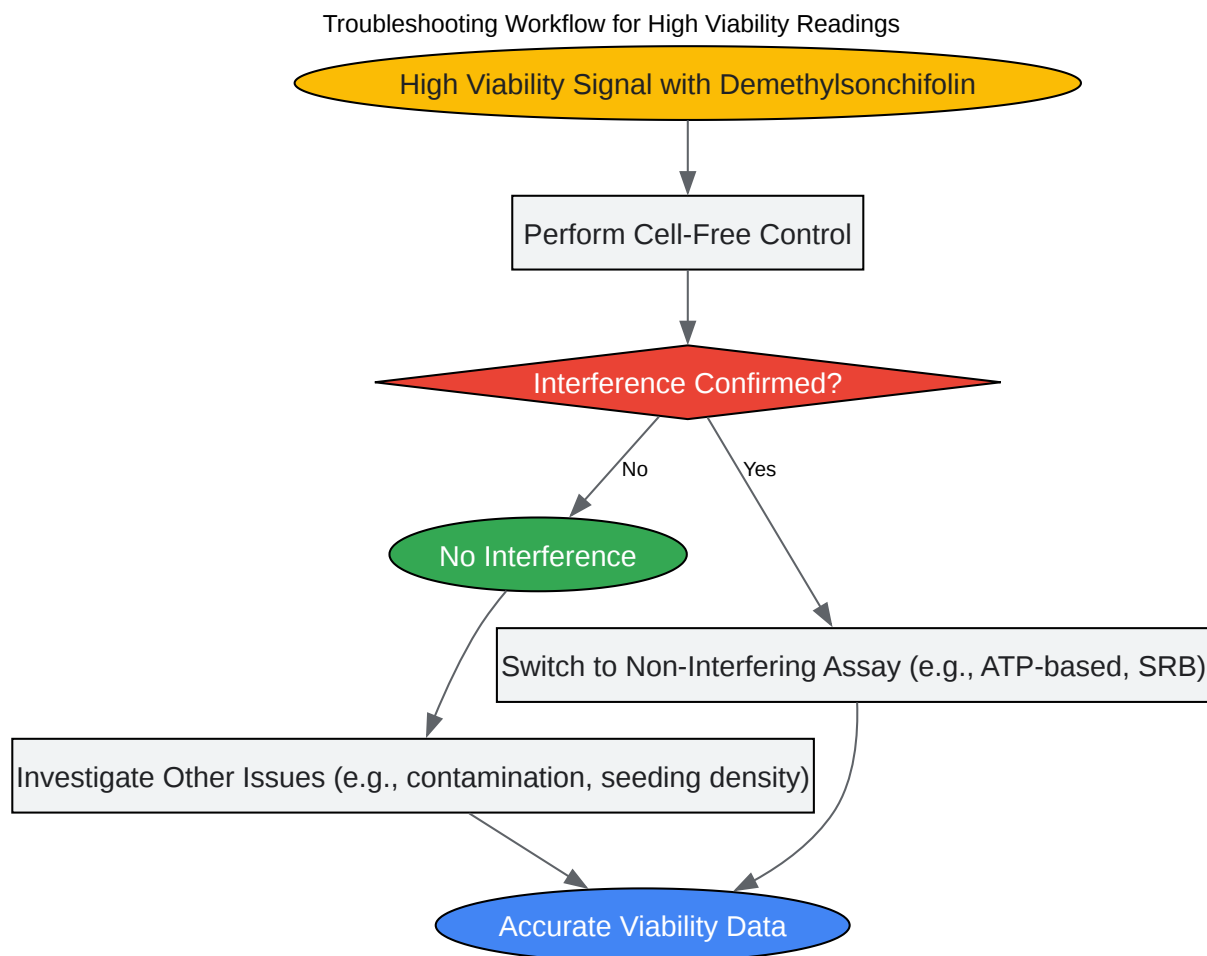 Troubleshooting Workflow for High Viability Readings
High Viability Signal with Demethylsonchifolin
Perform Cell-Free Control
Interference Confirmed?
No
Yes
No Interference
Switch to Non-Interfering Assay (e.g., ATP-based, SRB)
Investigate Other Issues (e.g., contamination, seeding density)
Accurate Viability Data